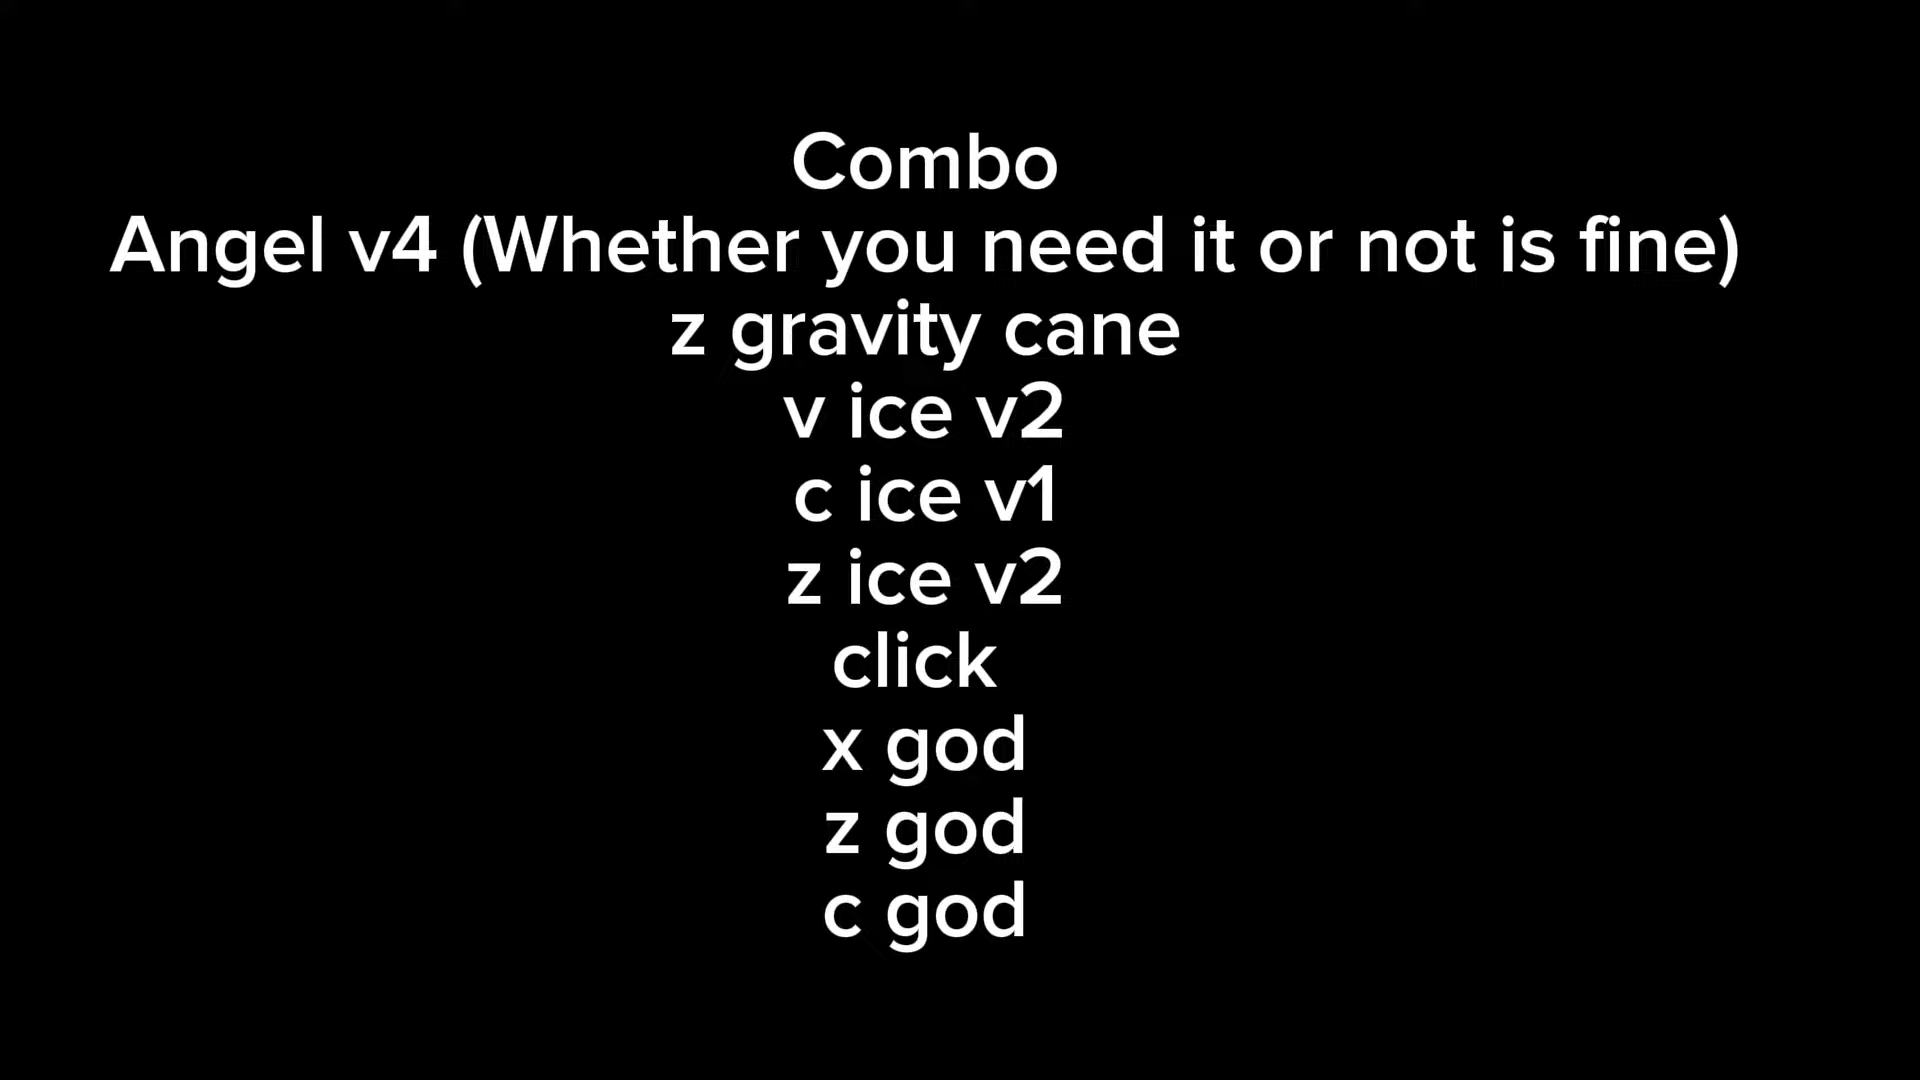 Combo
Angel v4 (Whether you need it or not is fine)
z gravity cane
v ice v2
c ice v1
z ice v2
click
x god
z god
c god